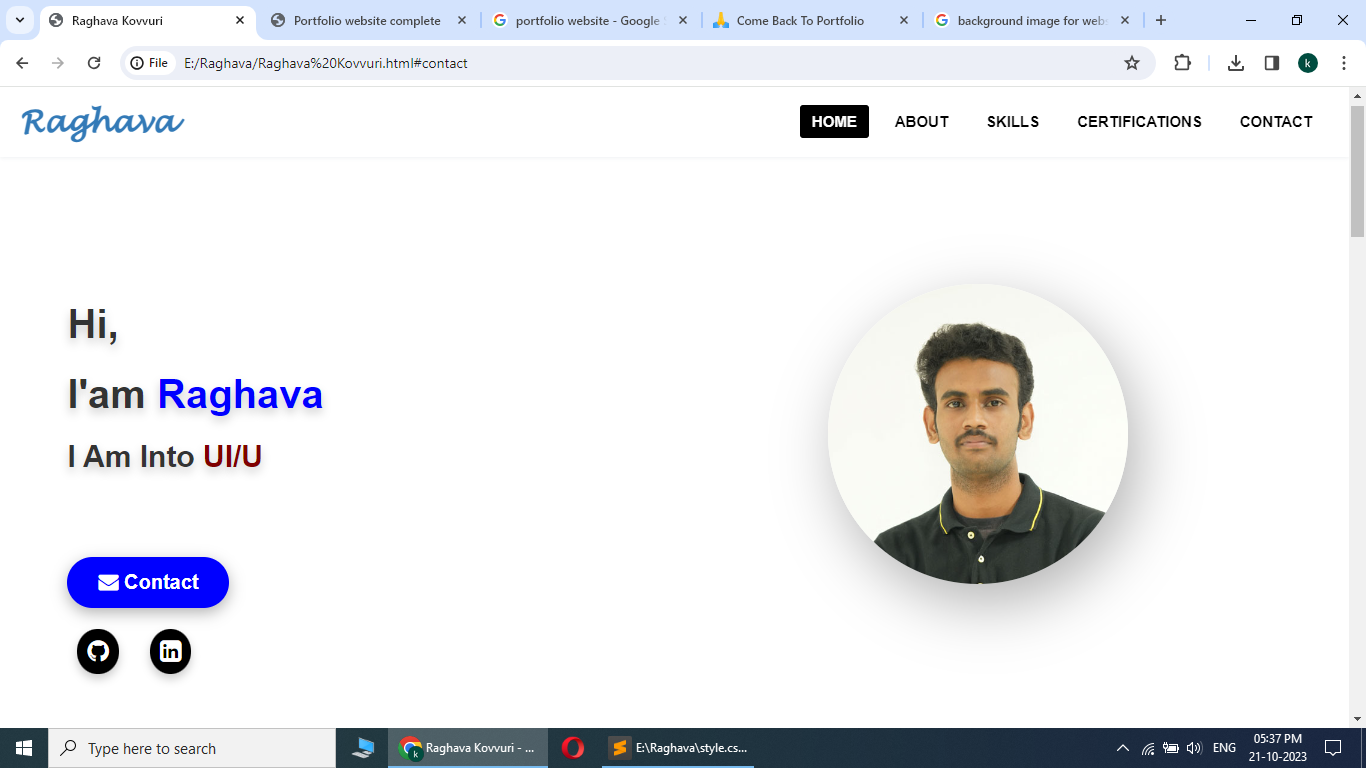 Raghava Kovvuri
Portfolio website complete
portfolio website - Google
Come Back To Portfolio
background image for web
File
E:/Raghava/Raghava%20Kovvuri.html#contact
k
Raghava
HOME
ABOUT
SKILLS
CERTIFICATIONS
CONTACT
Hi,
I'am Raghava
I Am Into UI/U
Contact
in
Type here to search
k
Raghava Kovvuri - ...
E:\Raghava\style.cs...
ENG
05:37 PM
21-10-2023